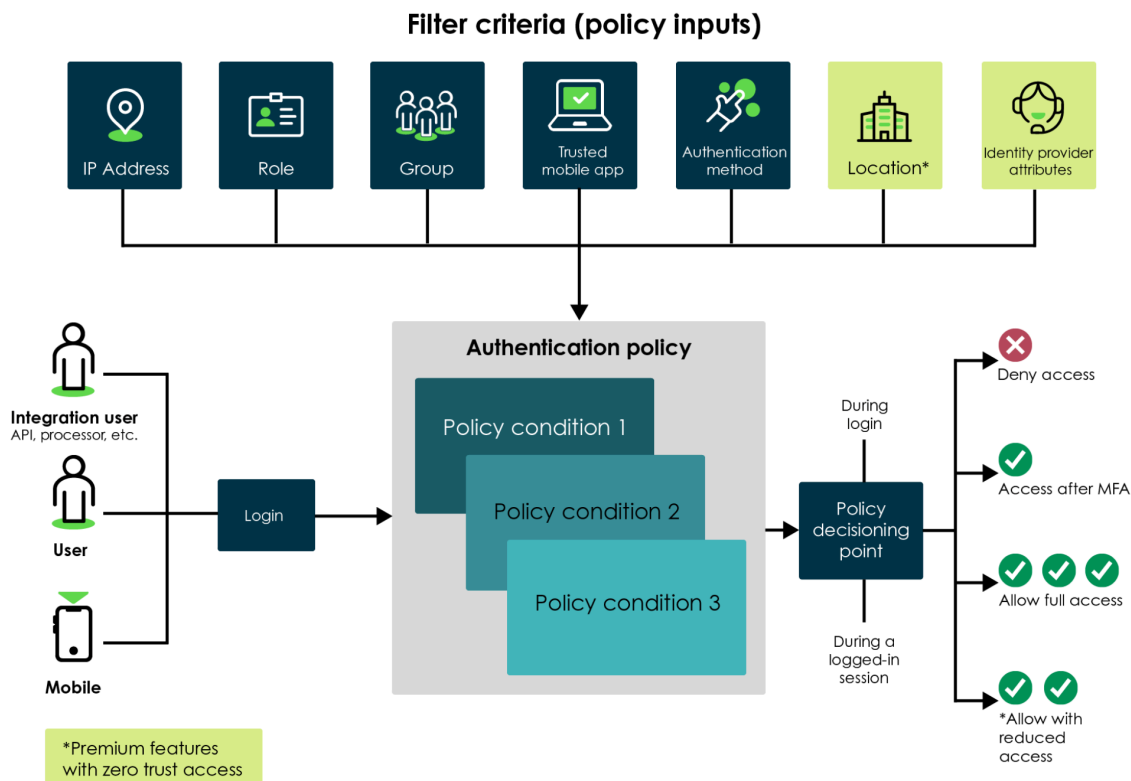 Filter criteria (policy inputs)
IP Address
Role
Group
Trusted
mobile app
Authentication
method
Location*
Identity provider
attributes
Integration user
API, processor, etc.
User
Mobile
Login
Authentication policy
Policy condition 1
Policy condition 2
Policy condition 3
During
login
Policy
decisioning
point
During a
logged-in
session
Deny access
Access after MFA
Allow full access
*Allow with
reduced
access
*Premium features
with zero trust access